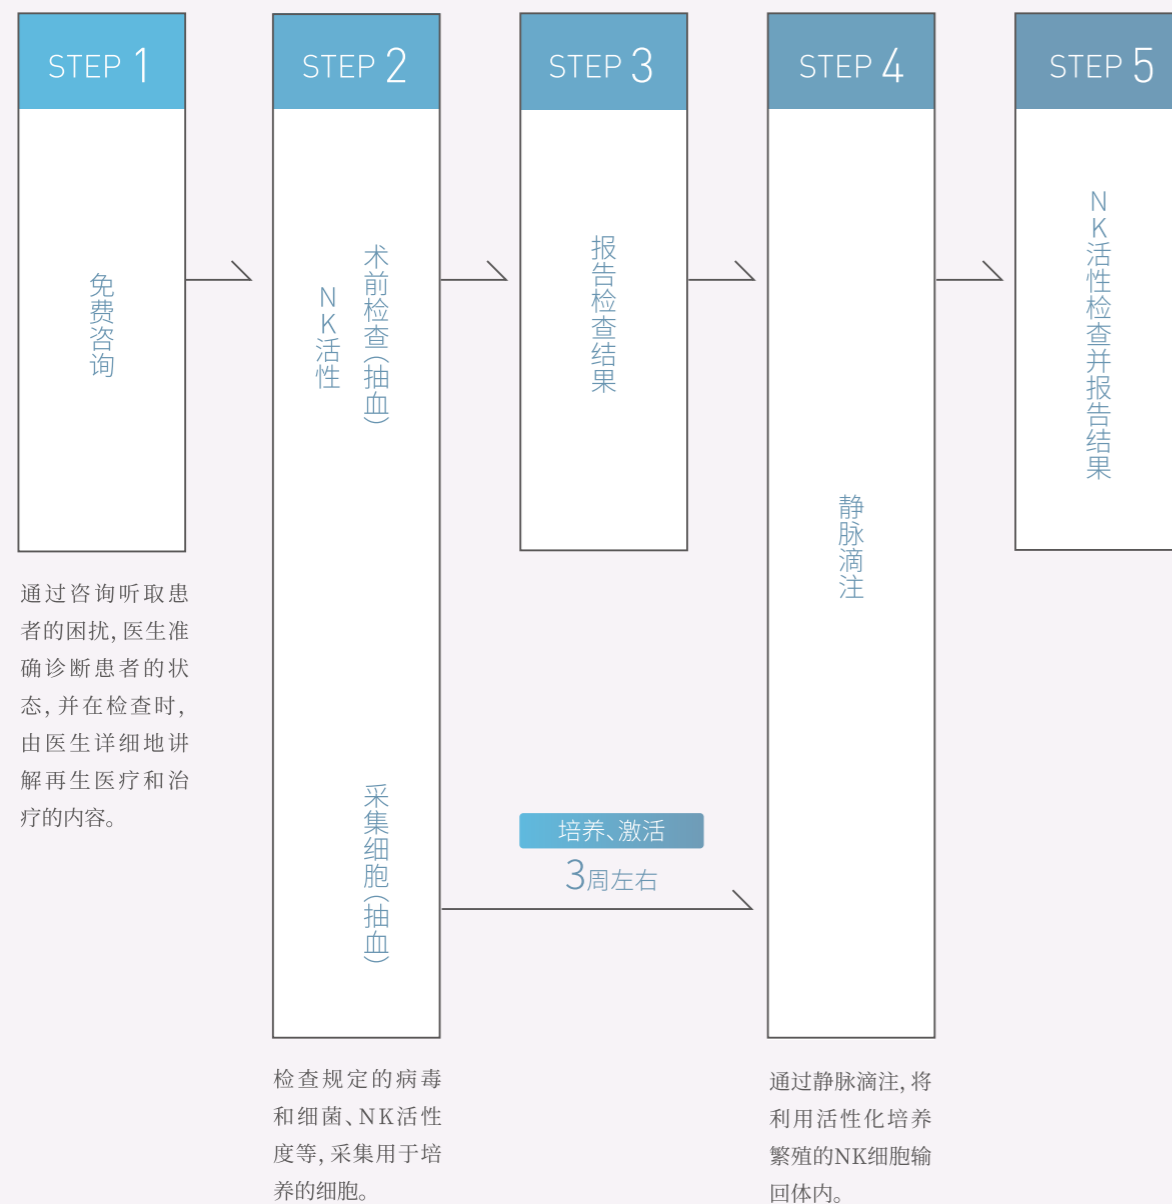 STEP 1
免费咨询
通过咨询听取患
者的困扰，医生准
确诊断患者的状
态，并在检查时，
由医生详细地讲
解再生医疗和治
疗的内容。
STEP 2
术前检查（抽血）
NK活性
采集细胞（抽血）
检查规定的病毒
和细菌、NK活性
度等，采集用于培
养的细胞。
STEP 3
报告检查结果
培养、激活
3周左右
STEP 4
静脉滴注
通过静脉滴注，将
利用活性化培养
繁殖的NK细胞输
回体内。
STEP 5
NK活性检查并报告结果